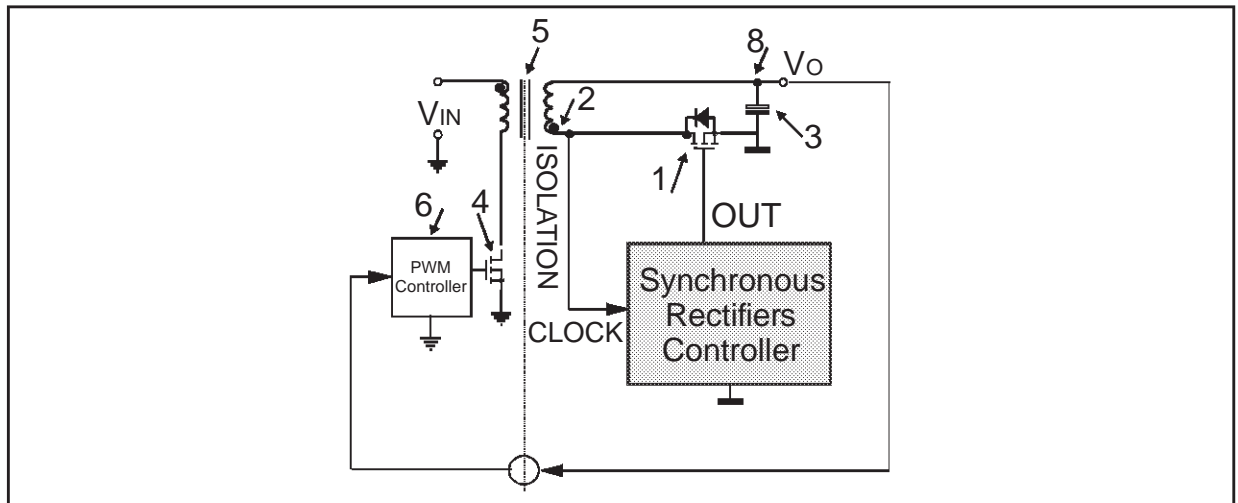 5
8
VO
2
VIN
3
ISOLATION
1
6
4
OUT
PWM
Controller
Synchronous
Rectifiers
Controller
CLOCK